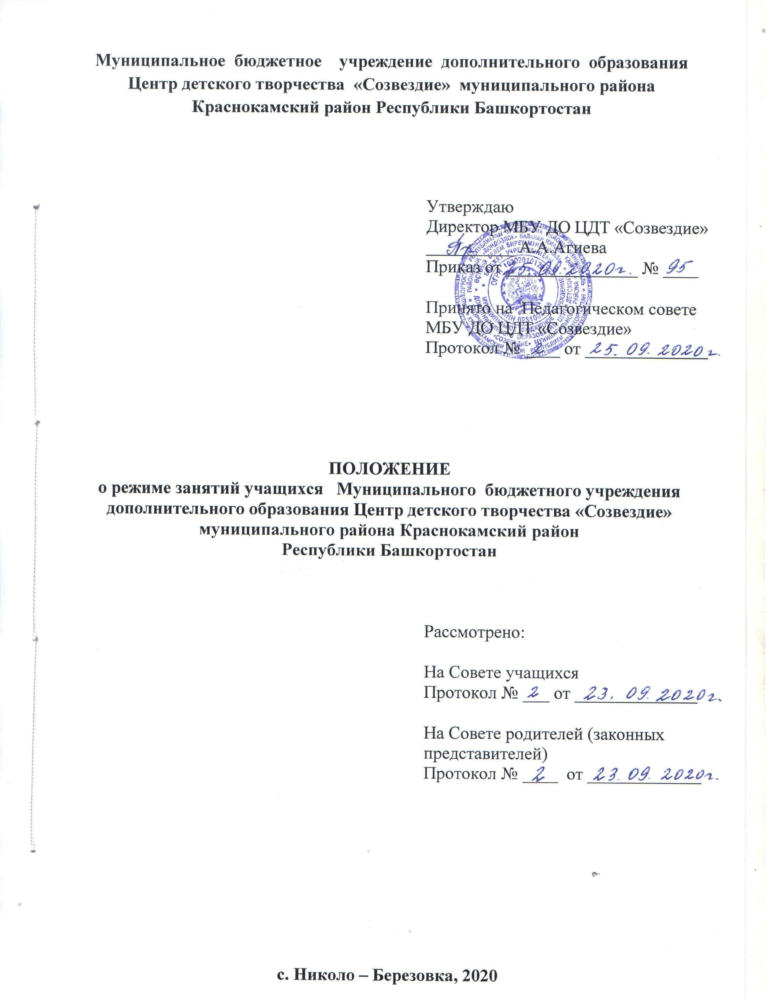 Муниципальное бюджетное учреждение дополнительного образования
Центр детского творчества «Созвездие» муниципального района
Краснокамский район Республики Башкортостан
Утверждаю
Директор МБУ ДО ЦДТ «Созвездие»
А.А.Агиева
Приказ от 25.09.2020г. № 95
Принято на Педагогическом совете
МБУ ДО ЦДТ «Созвездие»
Протокол № 2 от 25.09.2020г.
ПОЛОЖЕНИЕ
о режиме занятий учащихся Муниципального бюджетного учреждения
дополнительного образования Центр детского творчества «Созвездие»
муниципального района Краснокамский район
Республики Башкортостан
Рассмотрено:
На Совете учащихся
Протокол № 2 от 23.09.2020г.
На Совете родителей (законных
представителей)
Протокол № 2 от 23.09.2020г.
с. Николо – Березовка, 2020